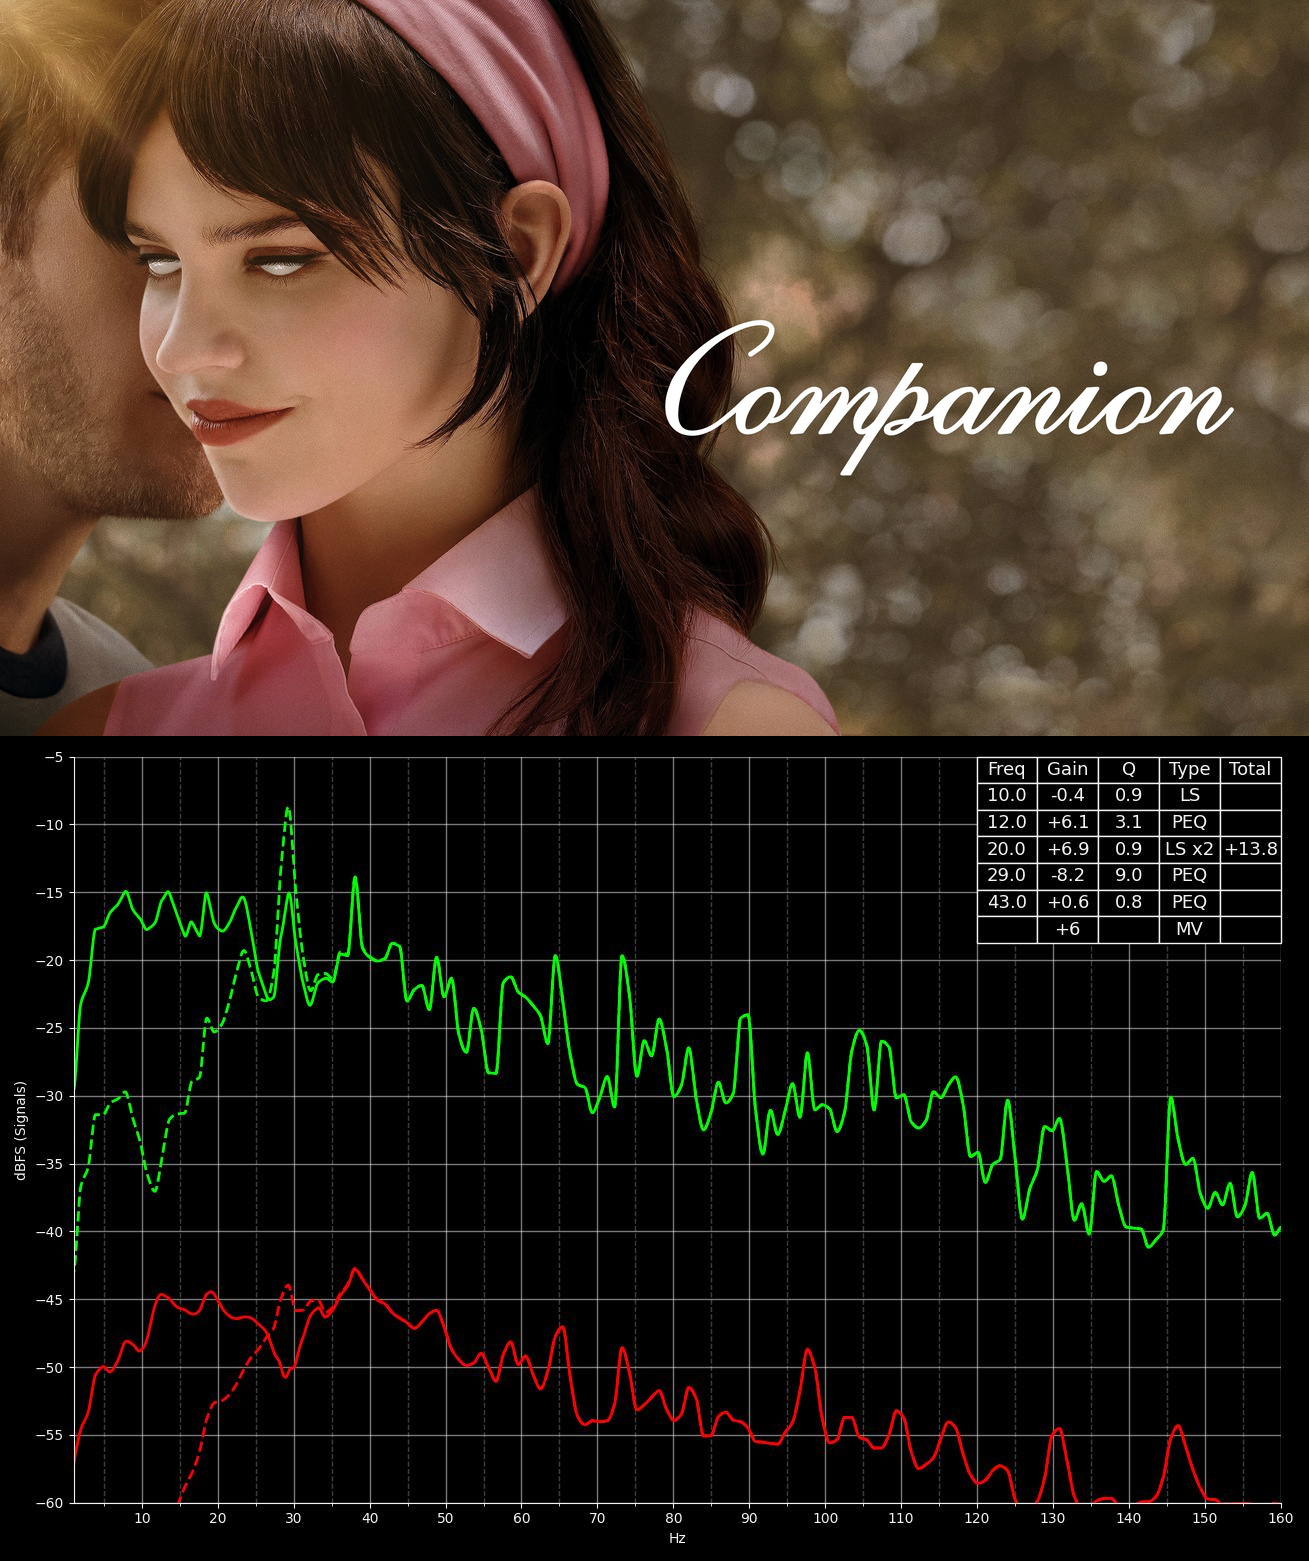 Companion
Freq Gain Q Type Total
10.0 -0.4 0.9 LS
12.0 +6.1 3.1 PEQ
20.0 +6.9 0.9 LS x2 +13.8
29.0 -8.2 9.0 PEQ
43.0 +0.6 0.8 PEQ
+6 MV
−5
−10
−15
−20
−25
−30
−35
−40
−45
−50
−55
−60
dBFS (Signals)
10 20 30 40 50 60 70 80 90 100 110 120 130 140 150 160
Hz